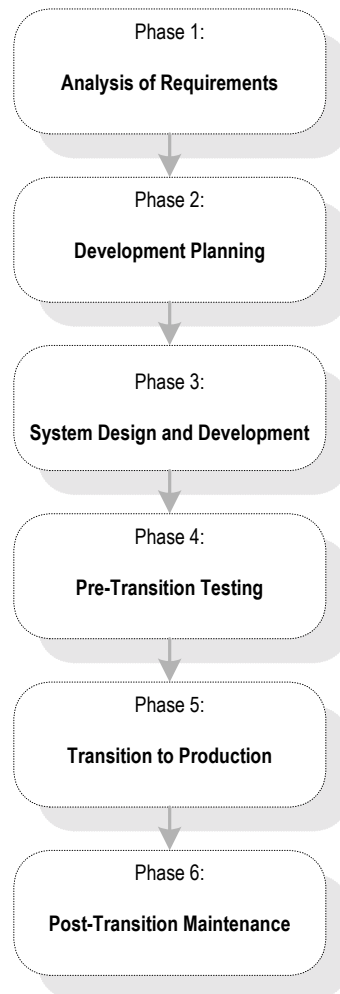 Phase 1:
Analysis of Requirements
Phase 2:
Development Planning
Phase 3:
System Design and Development
Phase 4:
Pre-Transition Testing
Phase 5:
Transition to Production
Phase 6:
Post-Transition Maintenance